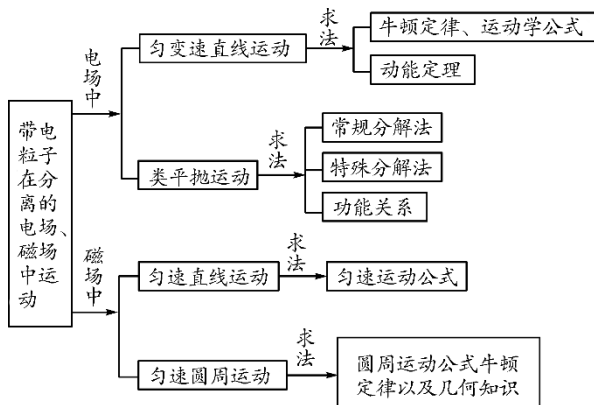 带电
粒子
在分
离的
电场、
磁场
中运
动
电场中
匀变速直线运动
求法
牛顿定律、运动学公式
动能定理
类平抛运动
求法
常规分解法
特殊分解法
功能关系
磁场中
匀速直线运动
求法
匀速运动公式
匀速圆周运动
求法
圆周运动公式牛顿
定律以及几何知识